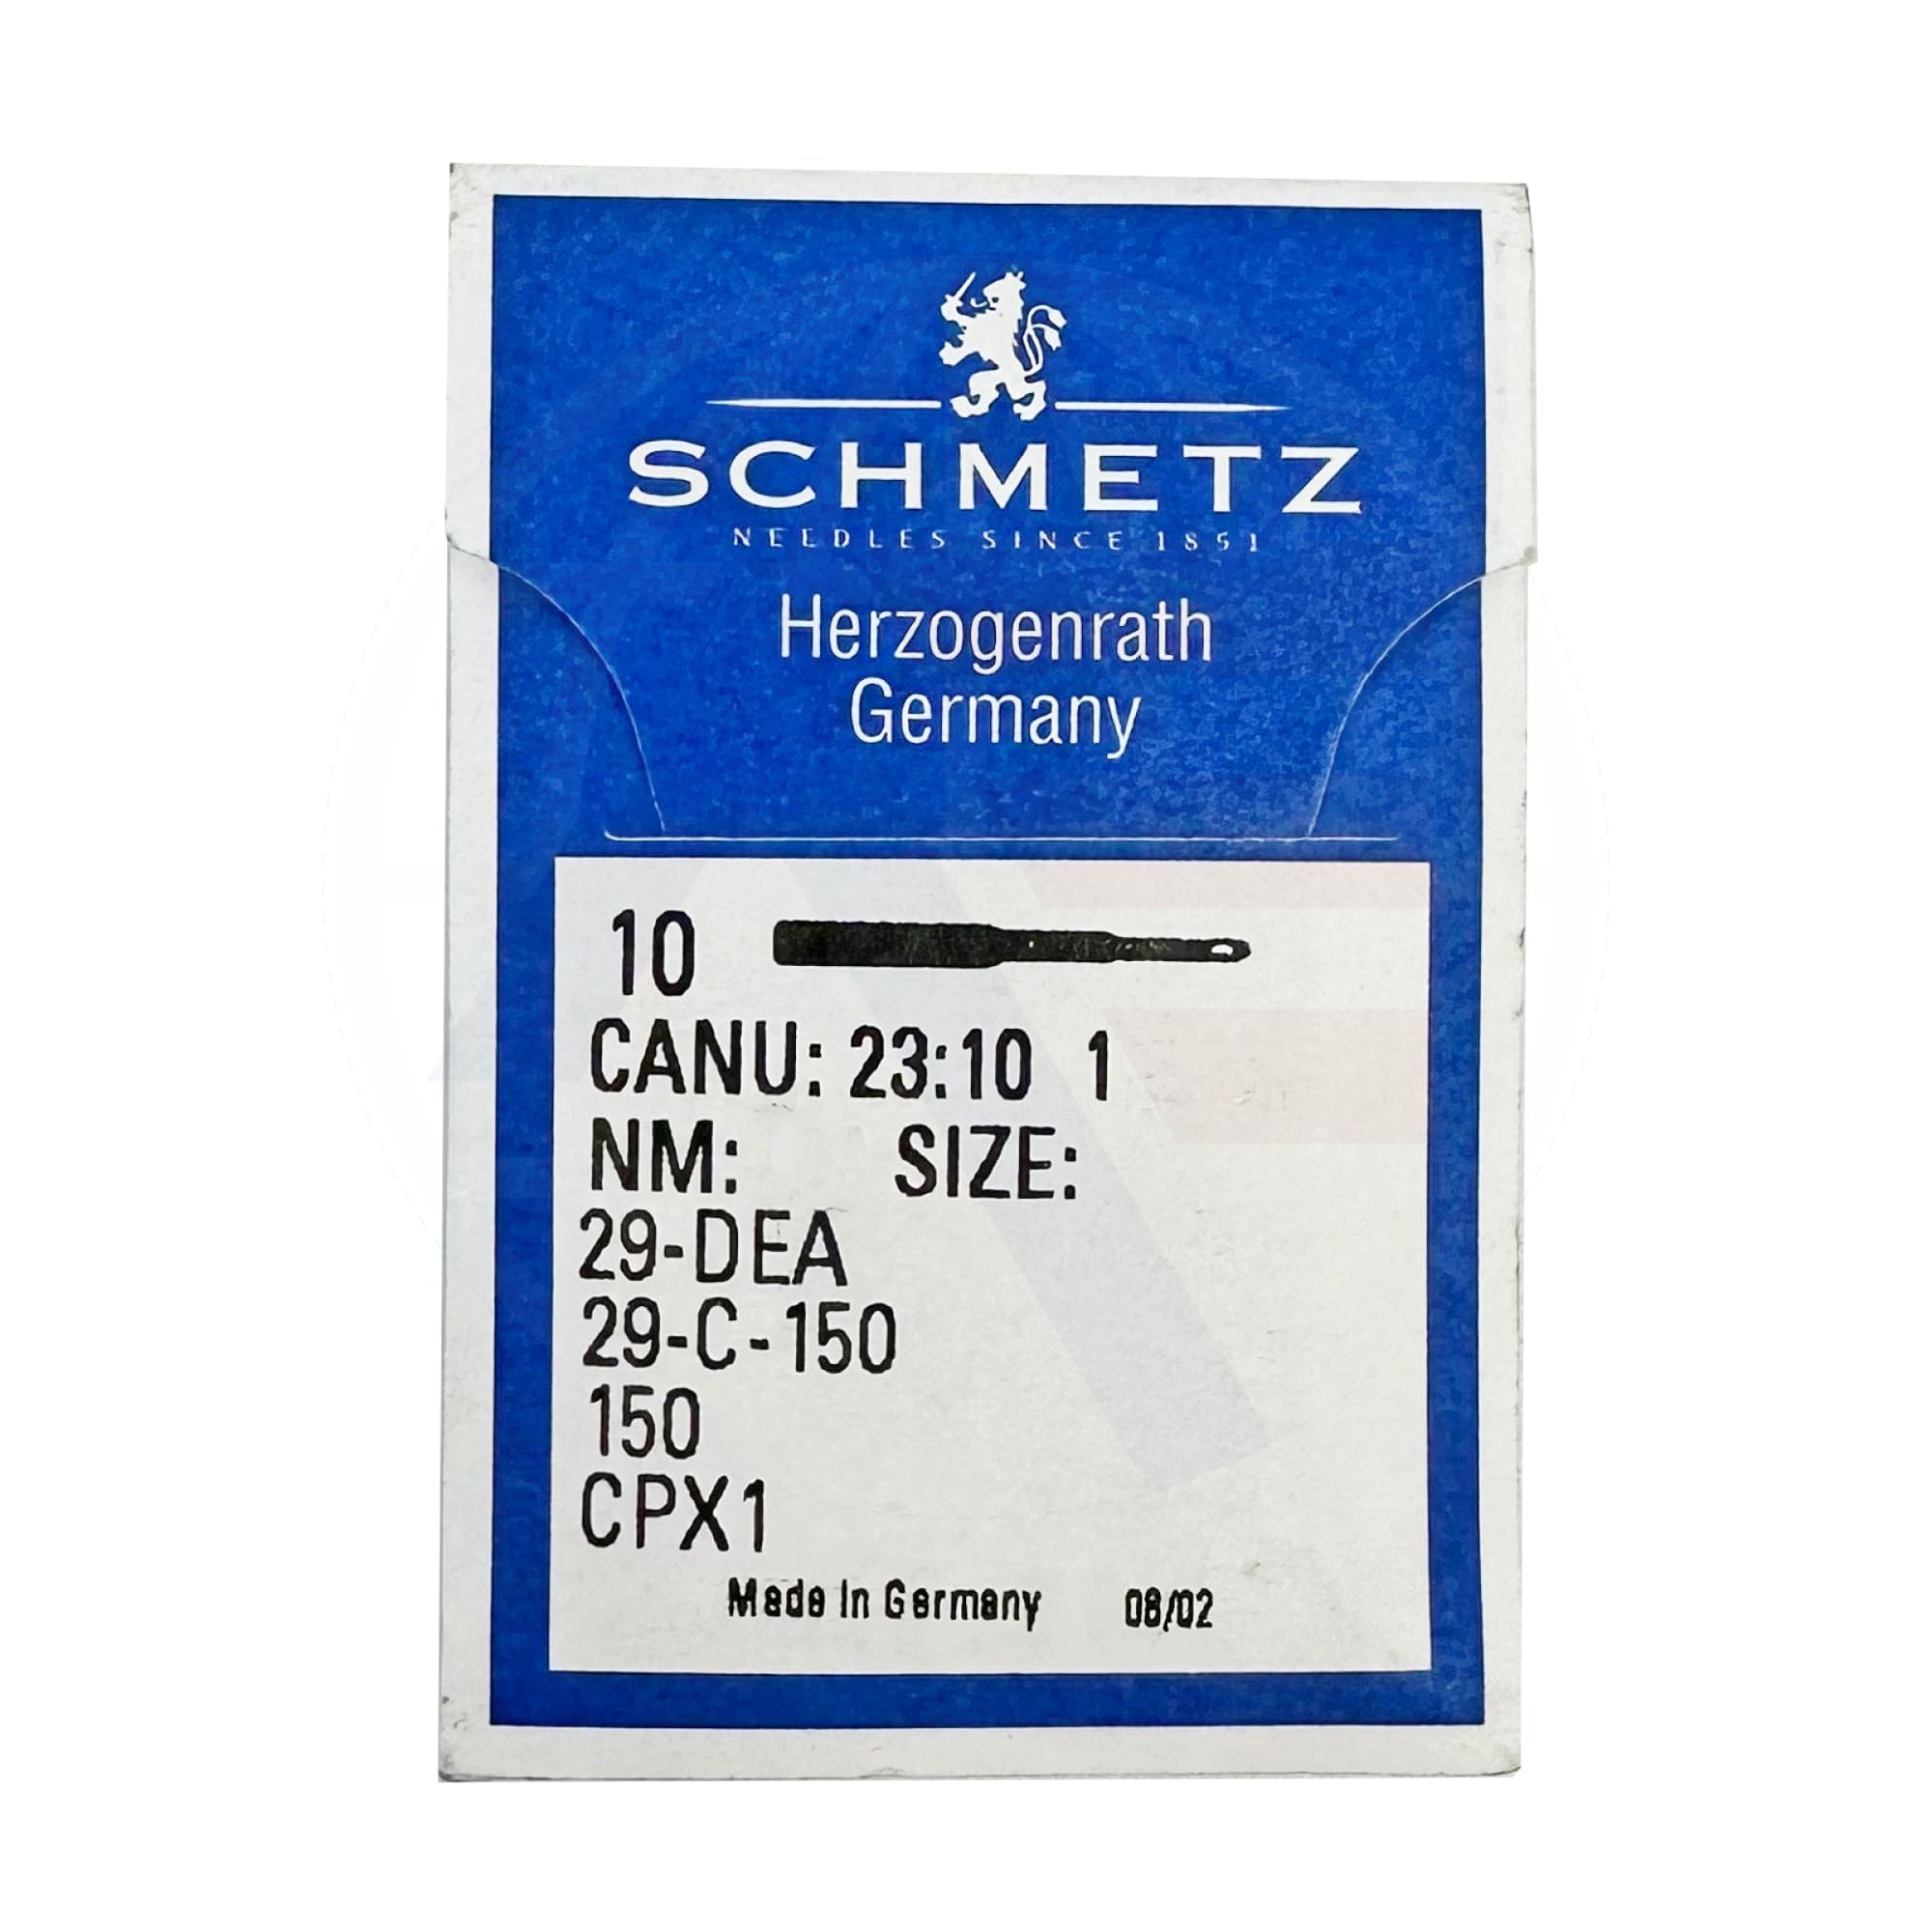 SCHMETZ
NEEDLES SINCE 1851
Herzogenrath
Germany
10
CANU: 23:10 1
NM: SIZE:
29-DEA
29-C-150
150
CPX1
Made In Germany 08/02